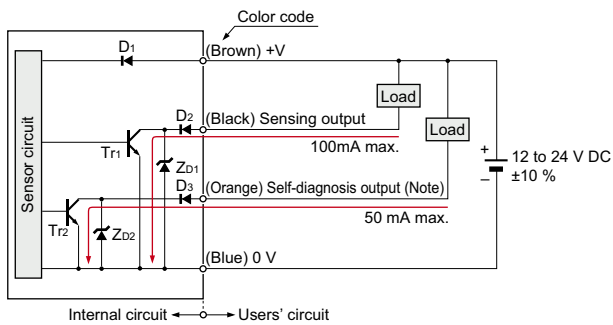 Color code
D1
(Brown) +V
Sensor circuit
Load
D2
(Black) Sensing output
Load
100mA max.
Tr1
ZD1
12 to 24 V DC
±10 %
+
−
D3
(Orange) Self-diagnosis output (Note)
50 mA max.
Tr2
ZD2
(Blue) 0 V
Internal circuit
Users' circuit